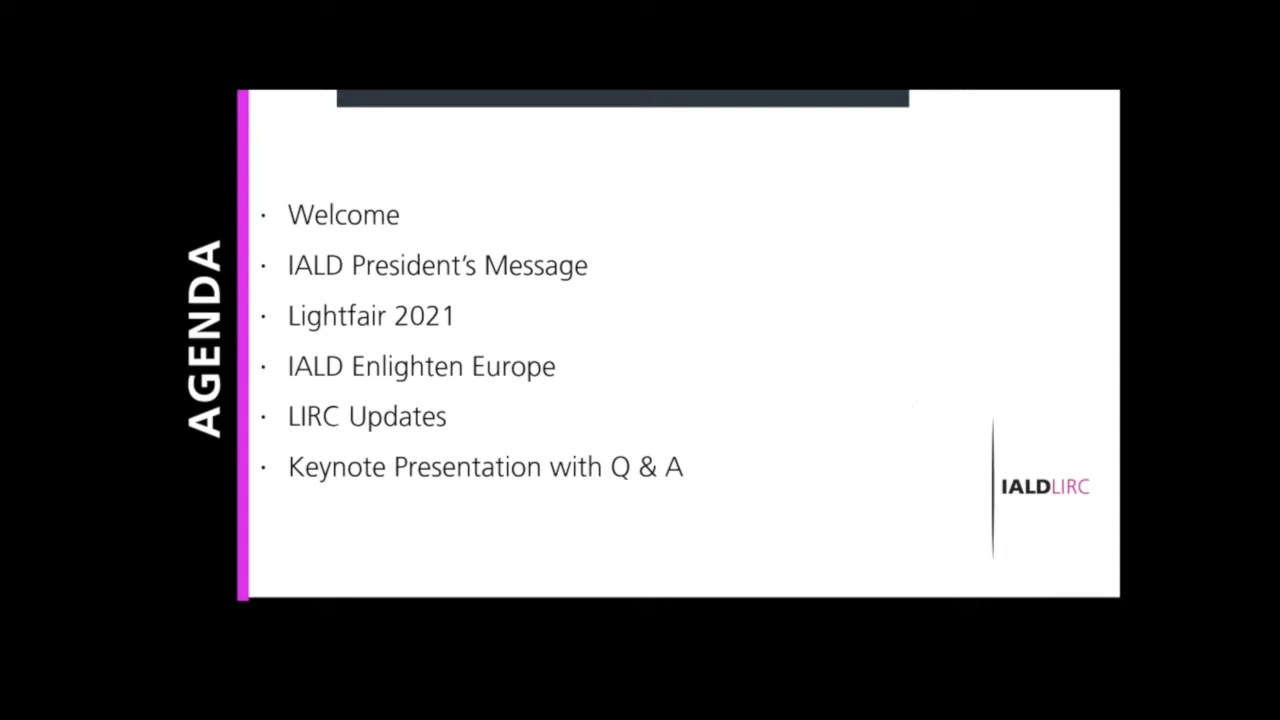 AGENDA
· Welcome
· IALD President’s Message
· Lightfair 2021
· IALD Enlighten Europe
· LIRC Updates
· Keynote Presentation with Q & A
IALDLIRC